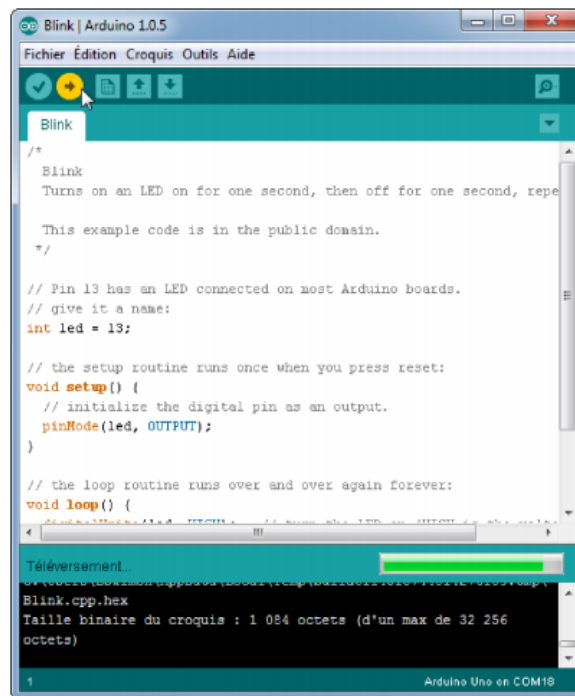 Blink | Arduino 1.0.5
Fichier Édition Croquis Outils Aide
Blink
/*
Blink
Turns on an LED on for one second, then off for one second, repe
This example code is in the public domain.
*/
// Pin 13 has an LED connected on most Arduino boards.
// give it a name:
int led = 13;
// the setup routine runs once when you press reset:
void setup() {
// initialize the digital pin as an output.
pinMode(led, OUTPUT);
}
// the loop routine runs over and over again forever:
void loop() {
Téléversement...
Blink.cpp.hex
Taille binaire du croquis : 1 084 octets (d'un max de 32 256
octets)
1 Arduino Uno on COM18